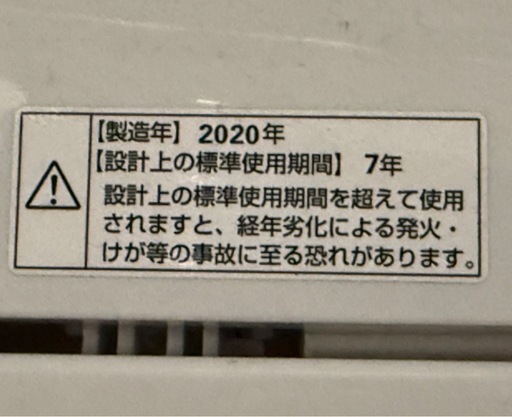 【製造年】 2020年
【設計上の標準使用期間】 7年
設計上の標準使用期間を超えて使用
されますと、経年劣化による発火・
けが等の事故に至る恐れがあります。